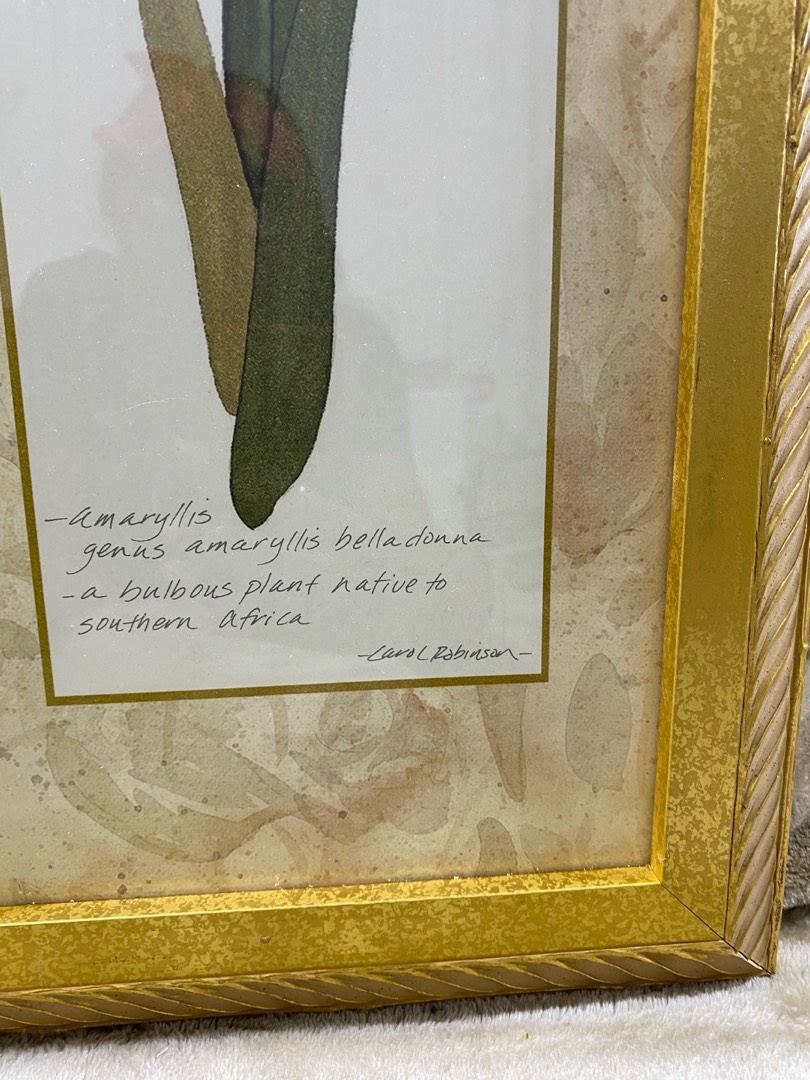 -amaryllis
genus amaryllis belladonna
-a bulbous plant native to
southern Africa
-Carol Robinson-